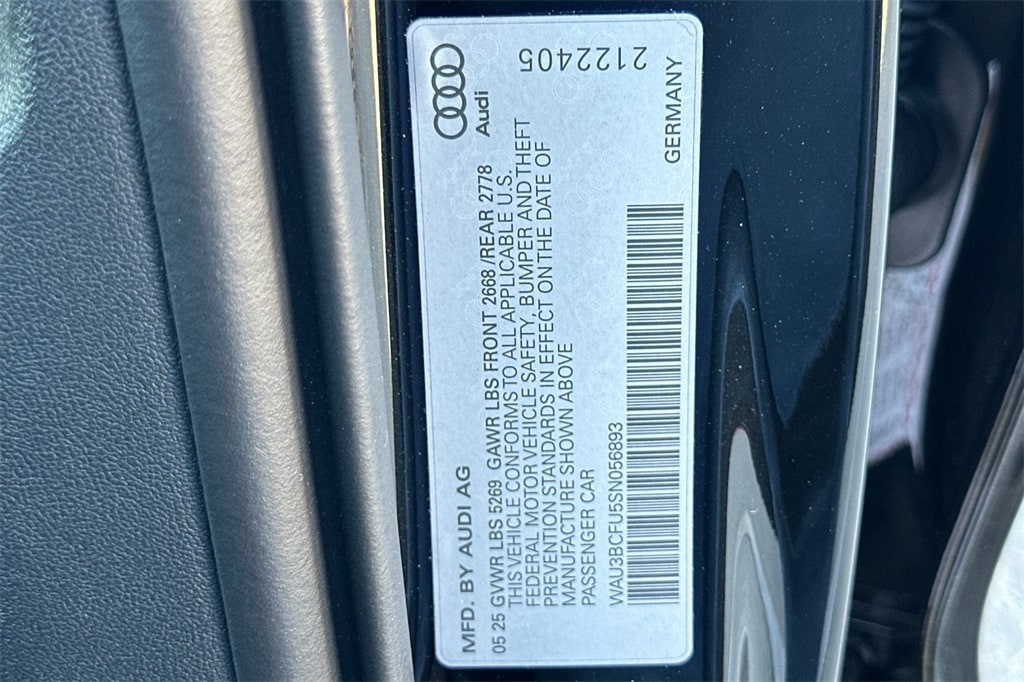 MFD. BY AUDI AG
Audi
05 25 GVWR LBS 5269 GAWR LBS FRONT 2668 /REAR 2778
THIS VEHICLE CONFORMS TO ALL APPLICABLE U.S.
FEDERAL MOTOR VEHICLE SAFETY, BUMPER AND THEFT
PREVENTION STANDARDS IN EFFECT ON THE DATE OF
MANUFACTURE SHOWN ABOVE
PASSENGER CAR
WAU3BCFU5SN056893
GERMANY
2122405